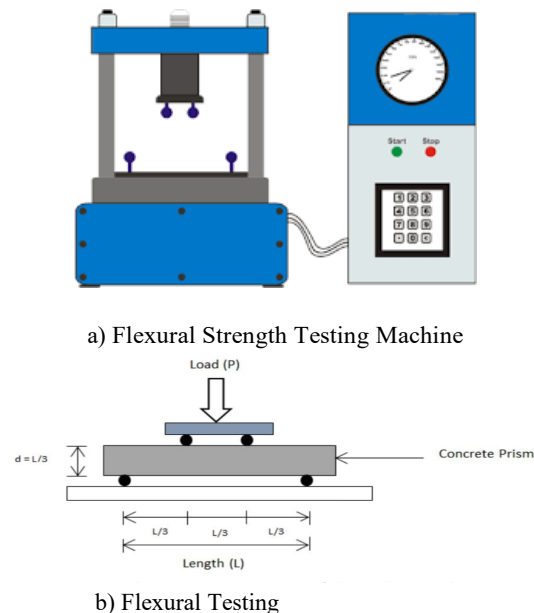 Start Stop
1 2 3
4 5 6
7 8 9
· 0 <
a) Flexural Strength Testing Machine
Load (P)
d = L/3
Concrete Prism
L/3 L/3 L/3
Length (L)
b) Flexural Testing